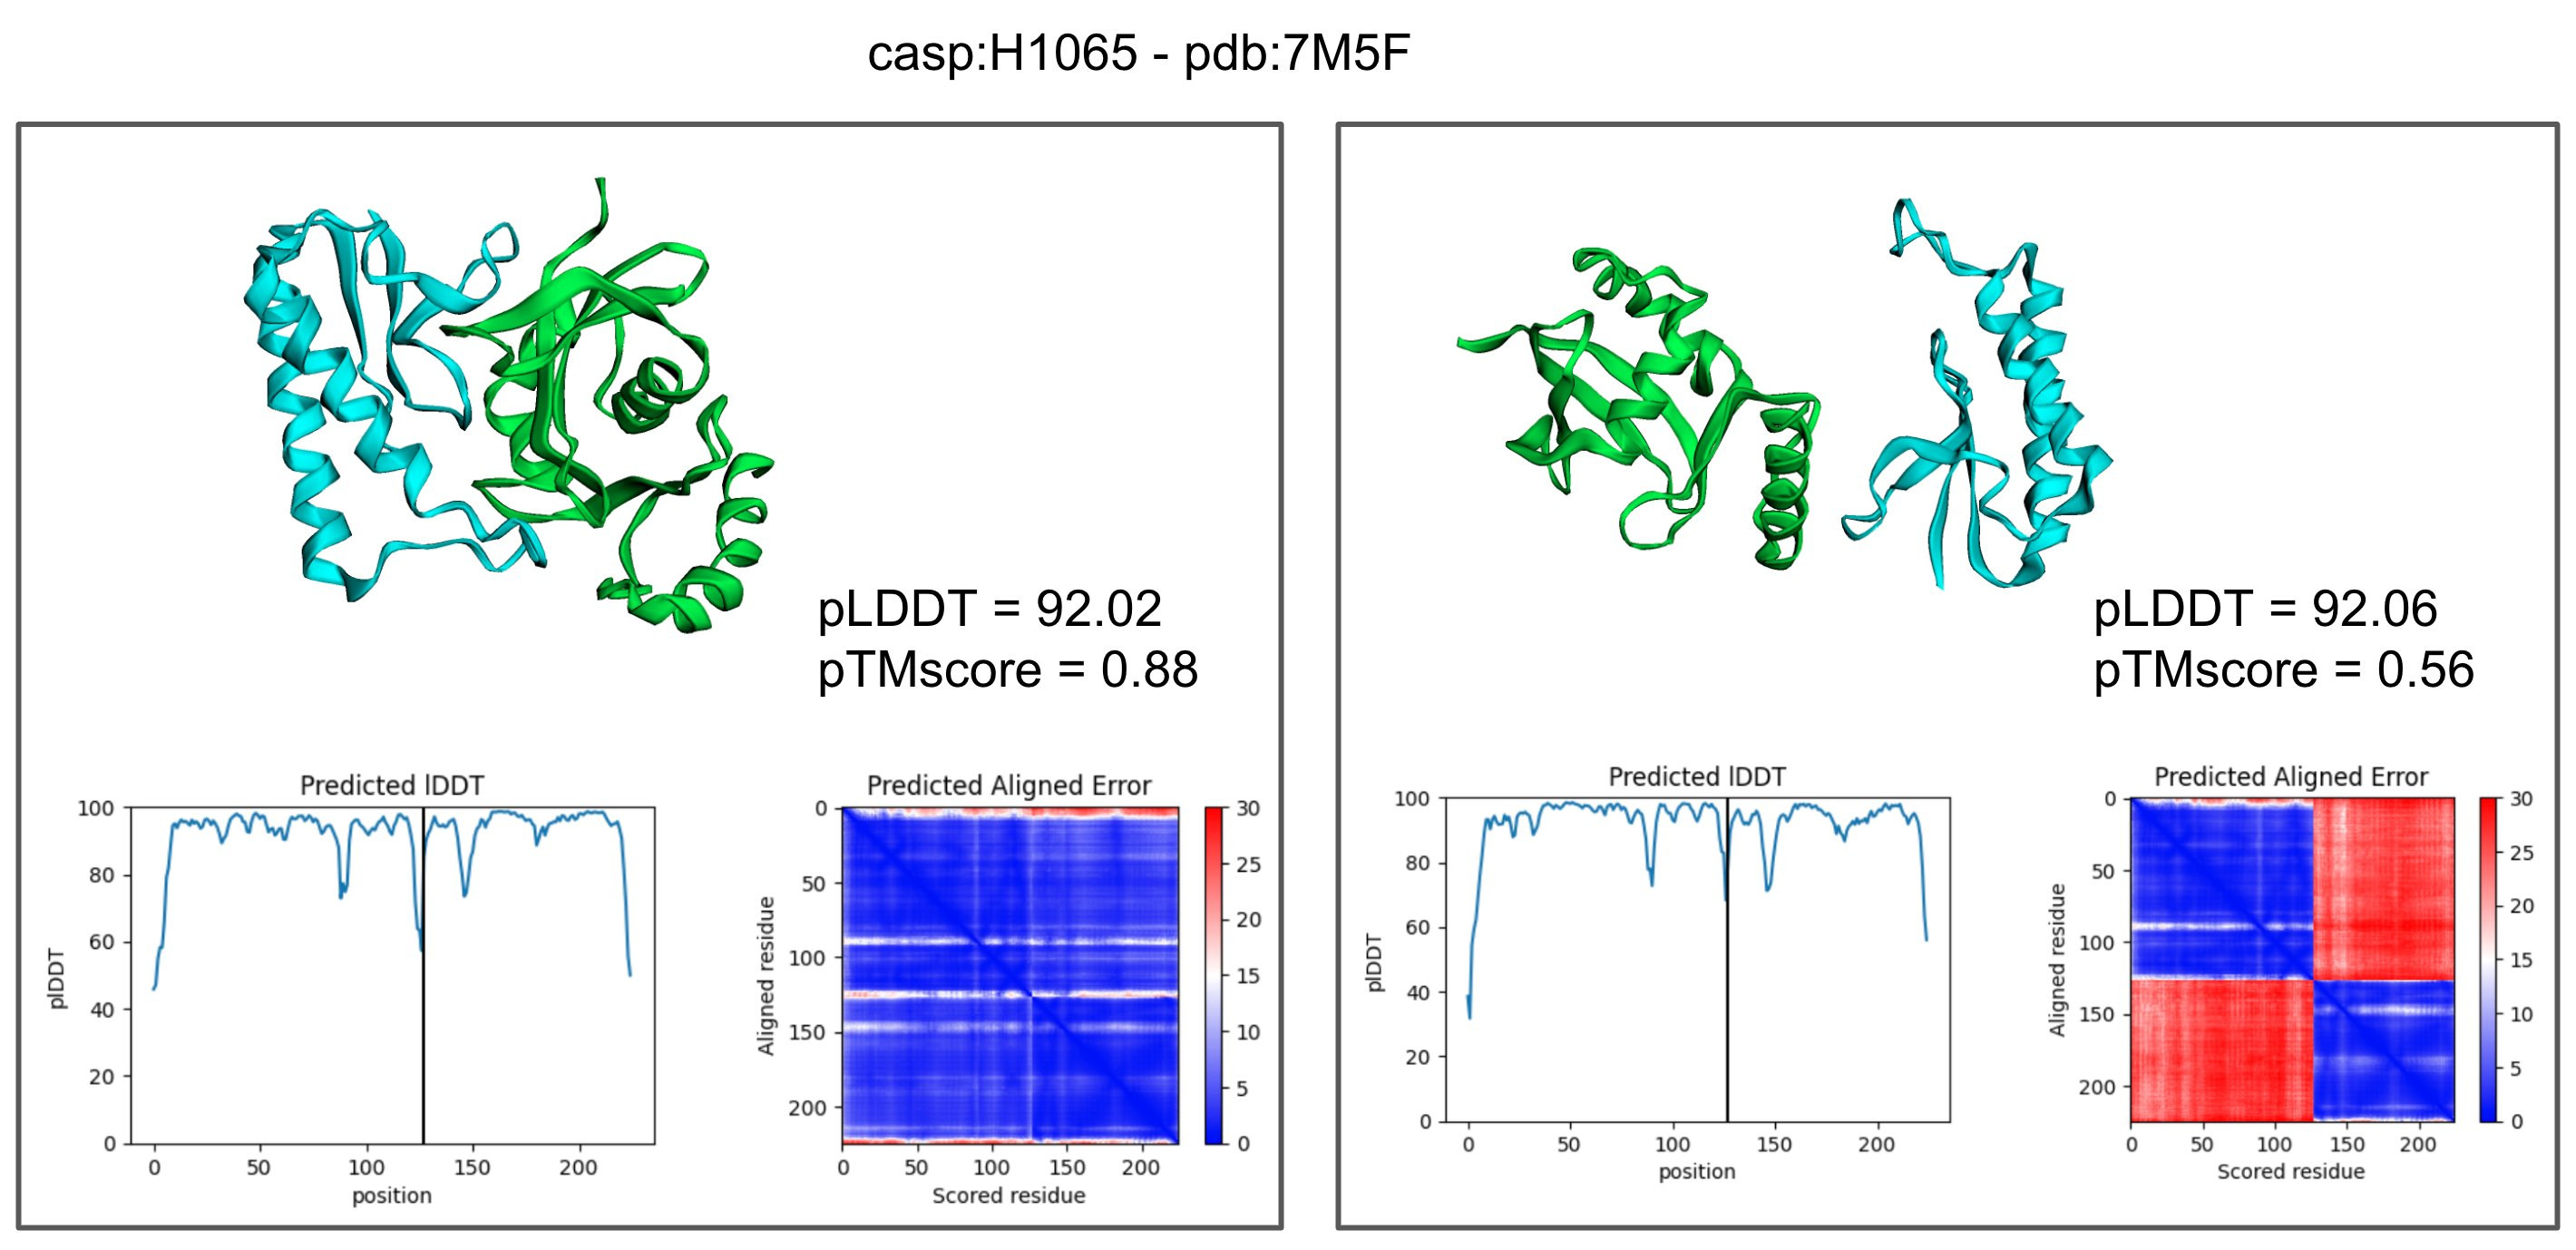 casp:H1065 - pdb:7M5F
pLDDT = 92.02
pTMscore = 0.88
Predicted lDDT
100
80
60
40
20
0
plDDT
0 50 100 150 200
position
Predicted Aligned Error
0
50
100
150
200
Aligned residue
0 50 100 150 200
Scored residue
30
25
20
15
10
5
0
pLDDT = 92.06
pTMscore = 0.56
Predicted lDDT
100
80
60
40
20
0
plDDT
0 50 100 150 200
position
Predicted Aligned Error
0
50
100
150
200
Aligned residue
0 50 100 150 200
Scored residue
30
25
20
15
10
5
0